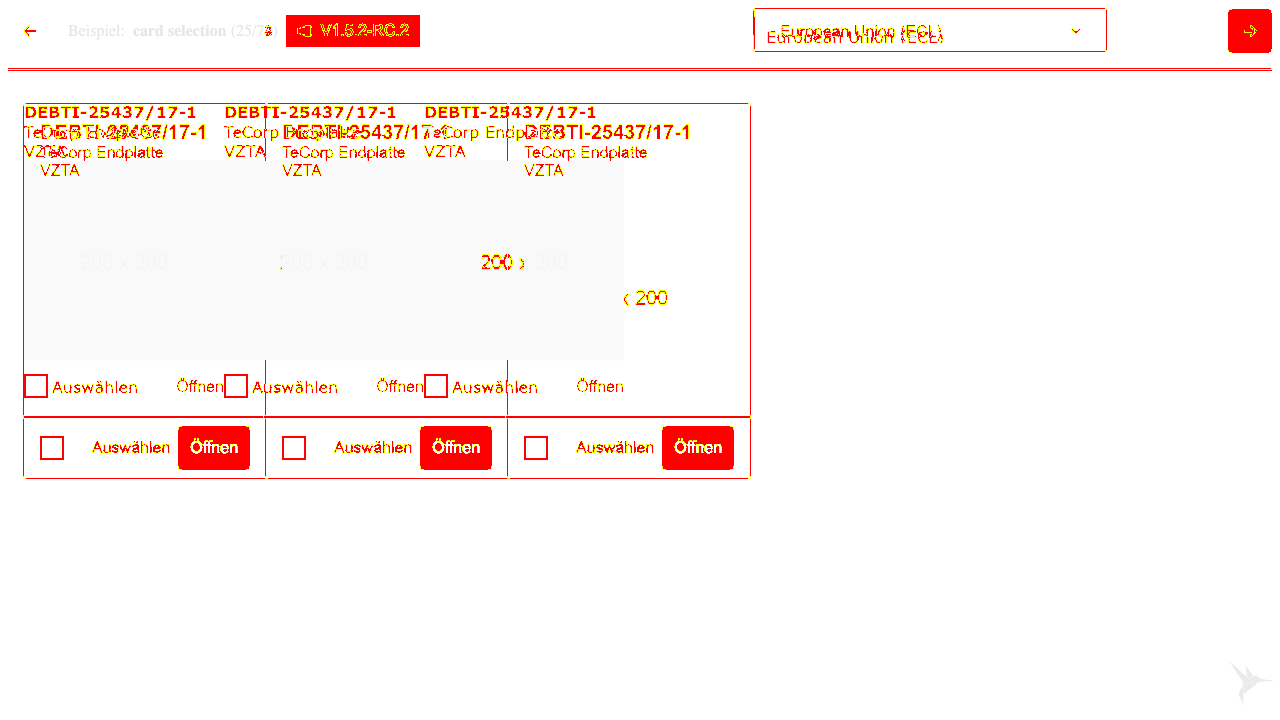 Beispiel: card selection (25/
V1.5.2-RC.2
European Union (ECL)
European Union (ECL)
DEBTI-25437/17-1 DEBTI-25437/17-1 DEBTI-25437/17-1
DEBTI-25437/17-1 DEBTI-25437/17-1 DEBTI-25437/17-1
TeCorp Endplatte TeCorp Endplatte TeCorp Endplatte
TeCorp Endplatte TeCorp Endplatte TeCorp Endplatte
VZTA VZTA VZTA
VZTA VZTA VZTA
200 x 200 200 x 200 200 x 200
x 200
Auswählen Öffnen Auswählen Öffnen Auswählen Öffnen
Auswählen Öffnen Auswählen Öffnen Auswählen Öffnen